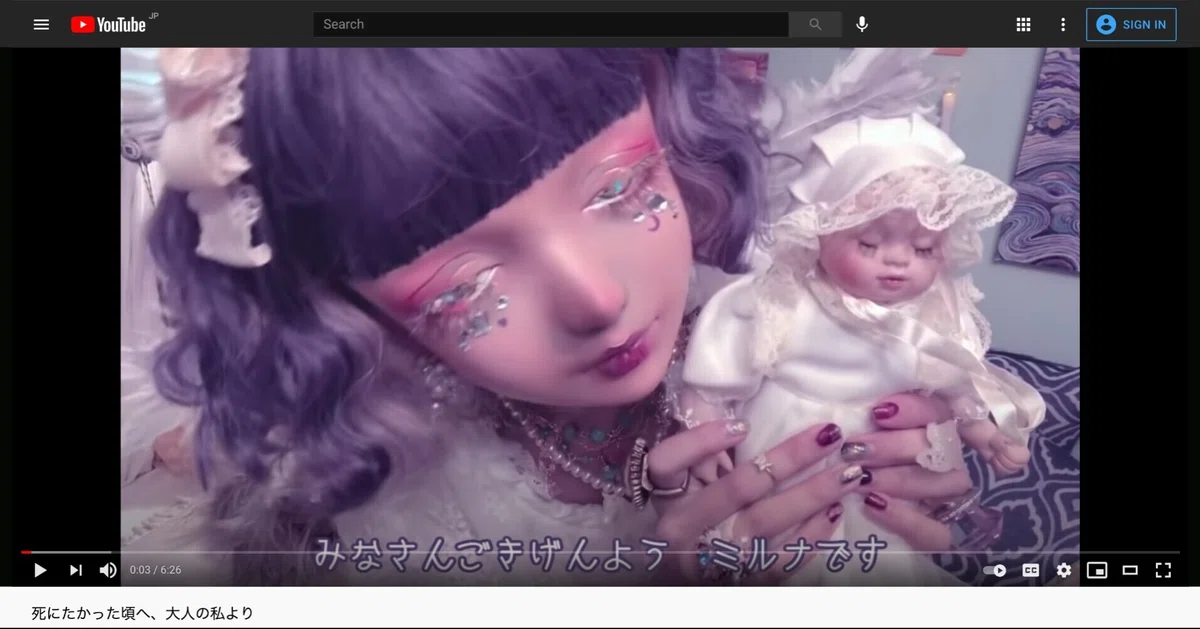 YouTube JP
Search
SIGN IN
みなさんごきげんよう ミルナです
0:03 / 6:26
CC
死にたかった頃へ、大人の私より